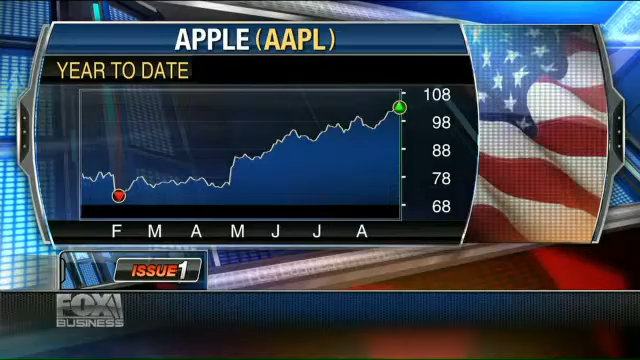 APPLE (AAPL)
YEAR TO DATE
108
98
88
78
68
F M A M J J A
ISSUE 1
FOX
BUSINESS